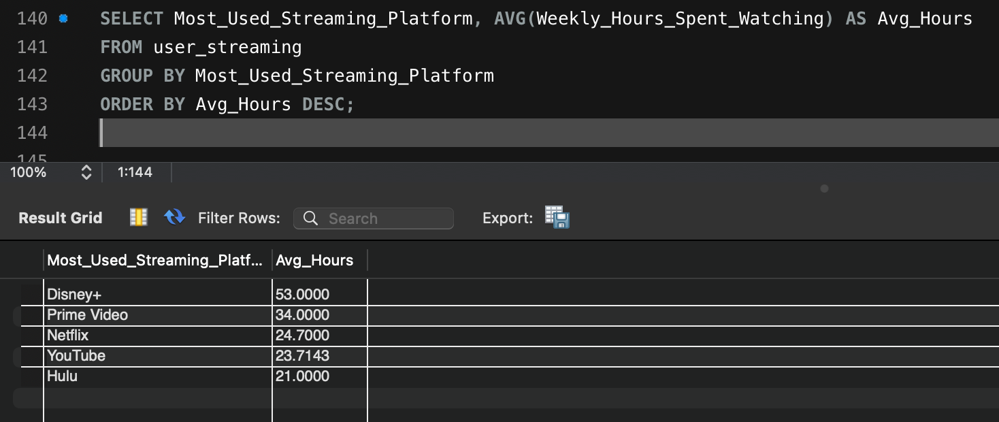 140 SELECT Most_Used_Streaming_Platform, AVG(Weekly_Hours_Spent_Watching) AS Avg_Hours
141 FROM user_streaming
142 GROUP BY Most_Used_Streaming_Platform
143 ORDER BY Avg_Hours DESC;
144
145
100% 1:144
Result Grid Filter Rows: Search Export:
Most_Used_Streaming_Platf... Avg_Hours
Disney+ 53.0000
Prime Video 34.0000
Netflix 24.7000
YouTube 23.7143
Hulu 21.0000